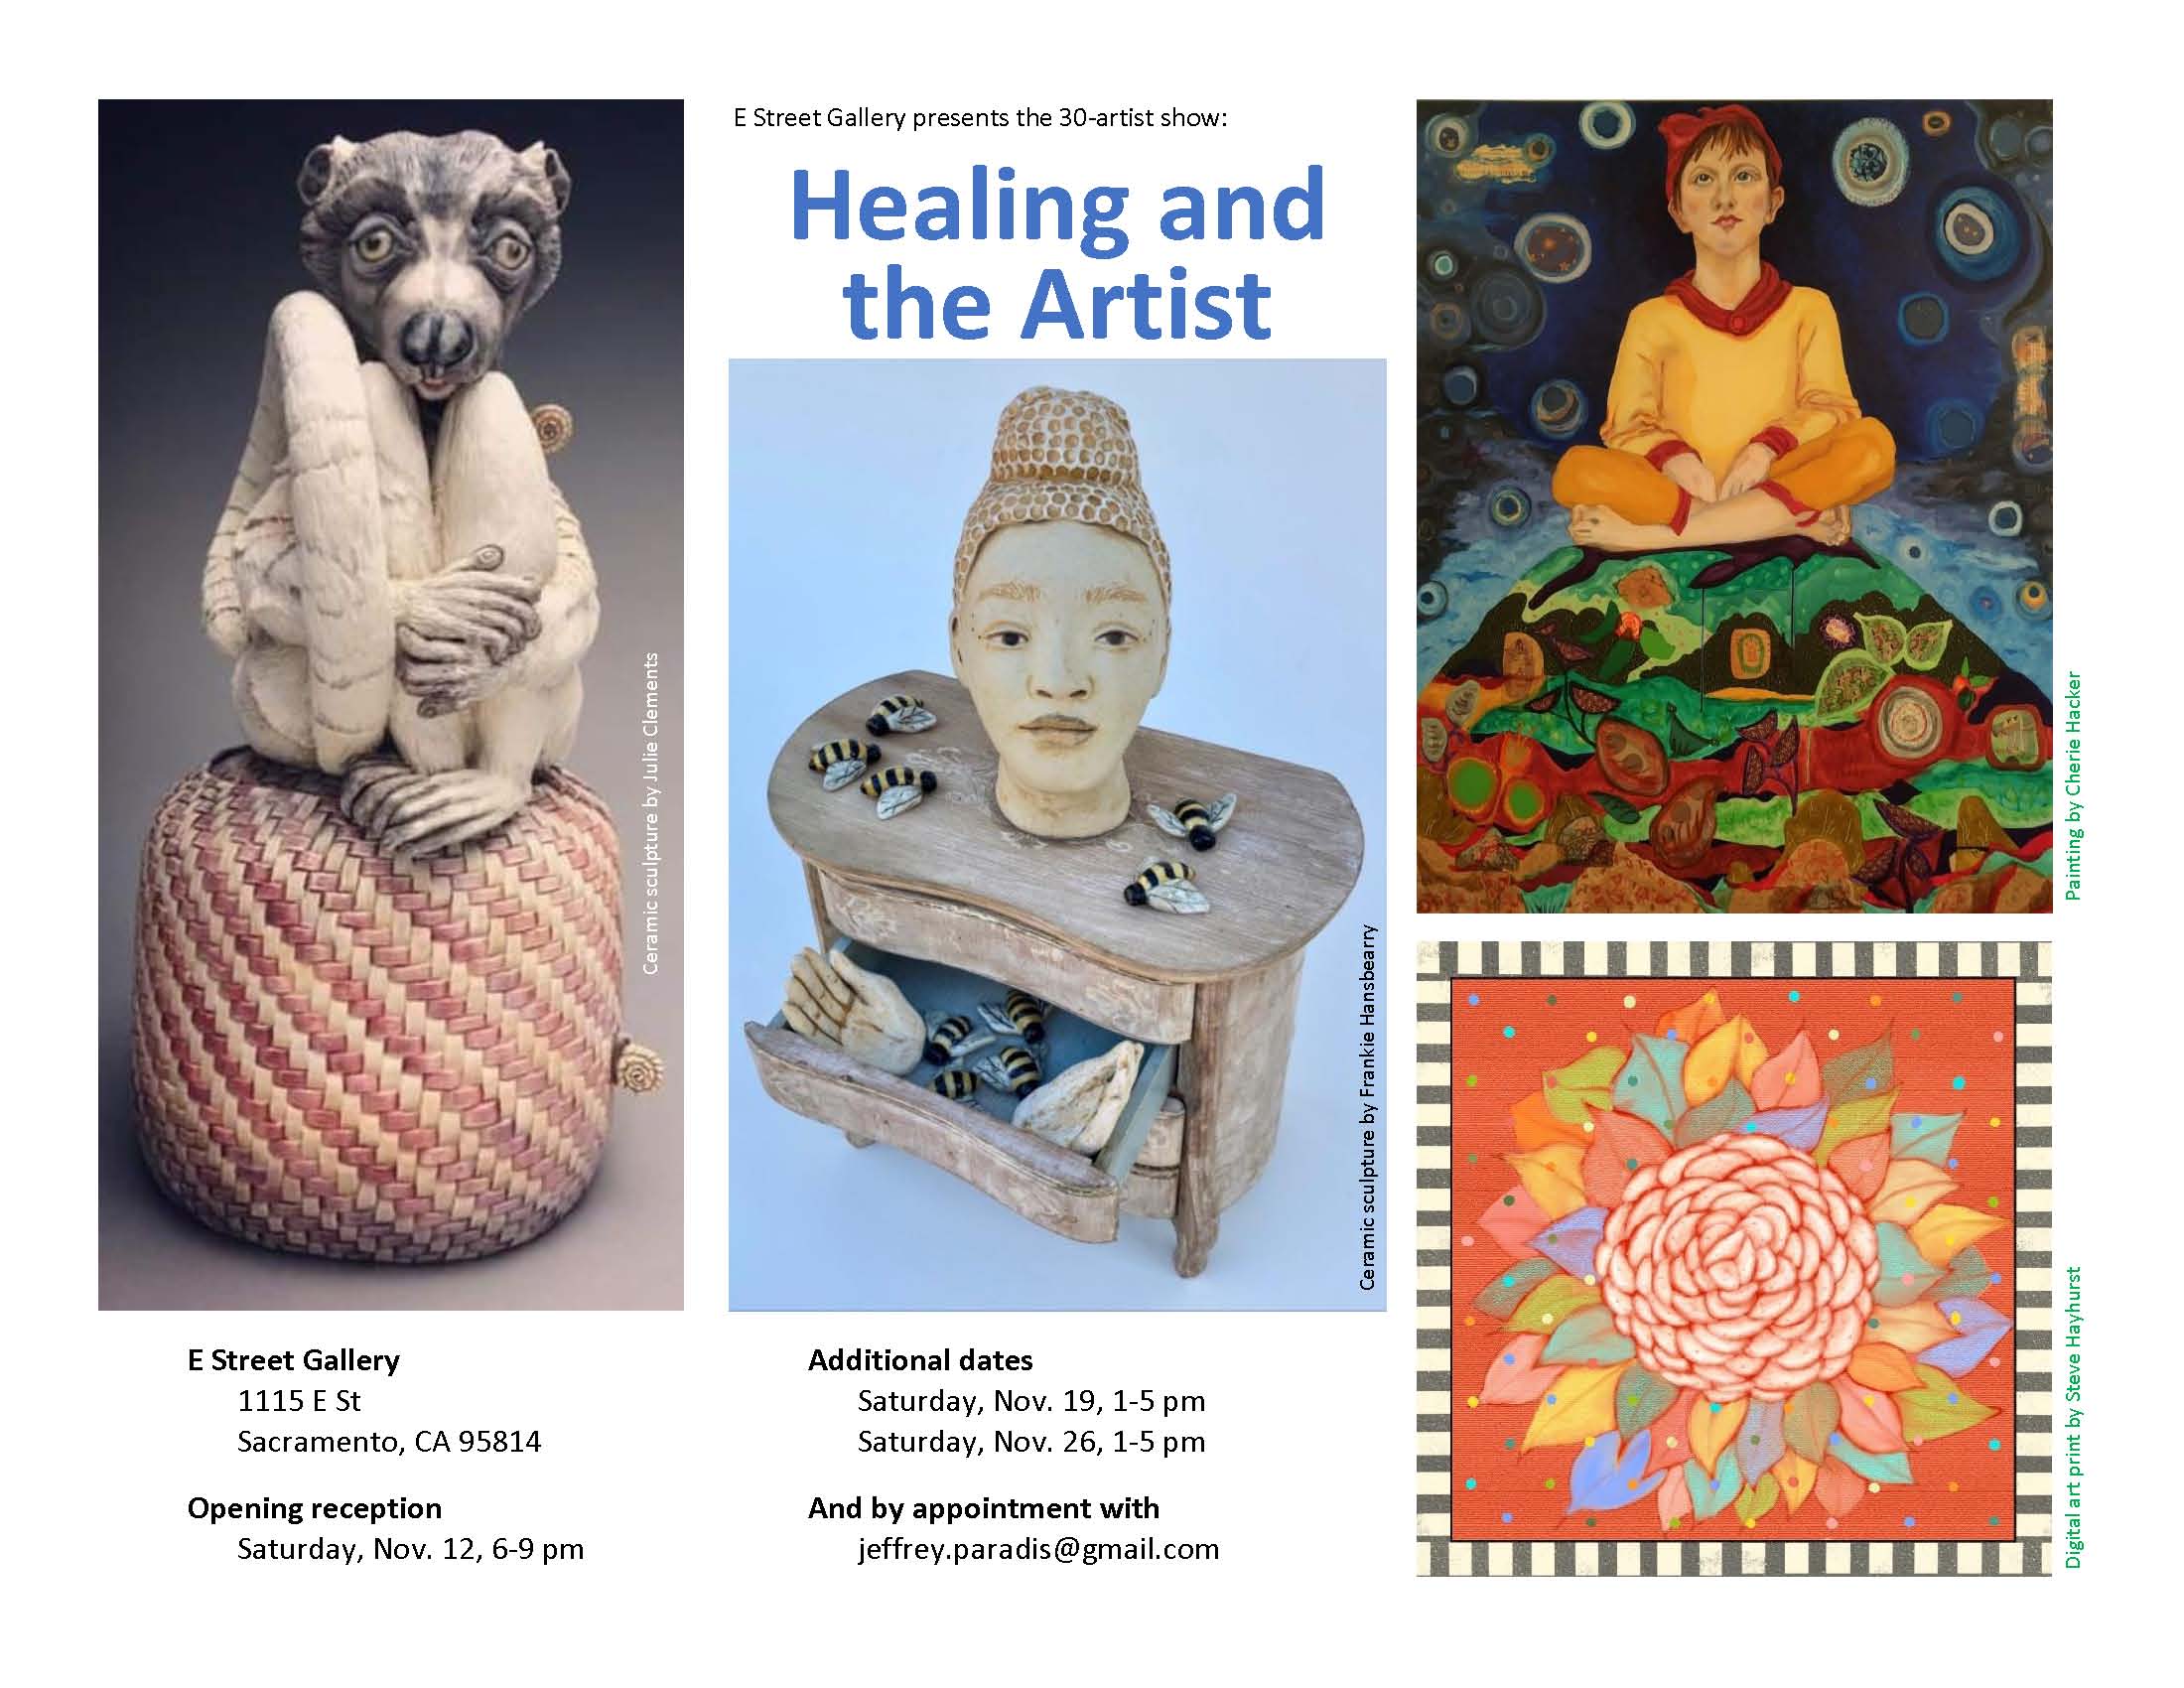 E Street Gallery presents the 30-artist show:
Healing and
the Artist
Ceramic sculpture by Julie Clements
Ceramic sculpture by Frankie Hansbearry
Painting by Cherie Hacker
Digital art print by Steve Hayhurst
E Street Gallery
1115 E St
Sacramento, CA 95814
Opening reception
Saturday, Nov. 12, 6-9 pm
Additional dates
Saturday, Nov. 19, 1-5 pm
Saturday, Nov. 26, 1-5 pm
And by appointment with
jeffrey.paradis@gmail.com